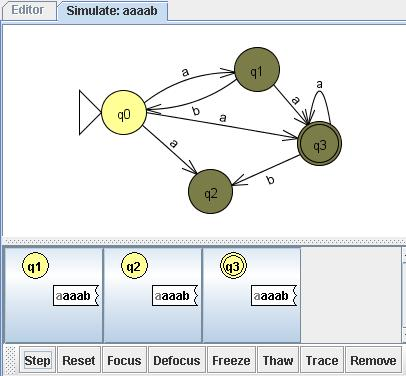 Editor Simulate: aaaab
a
q1
b
a
a
a
q0
q3
a
b
q2
q1 q2 q3
aaaab aaaab aaaab
Step Reset Focus Defocus Freeze Thaw Trace Remove